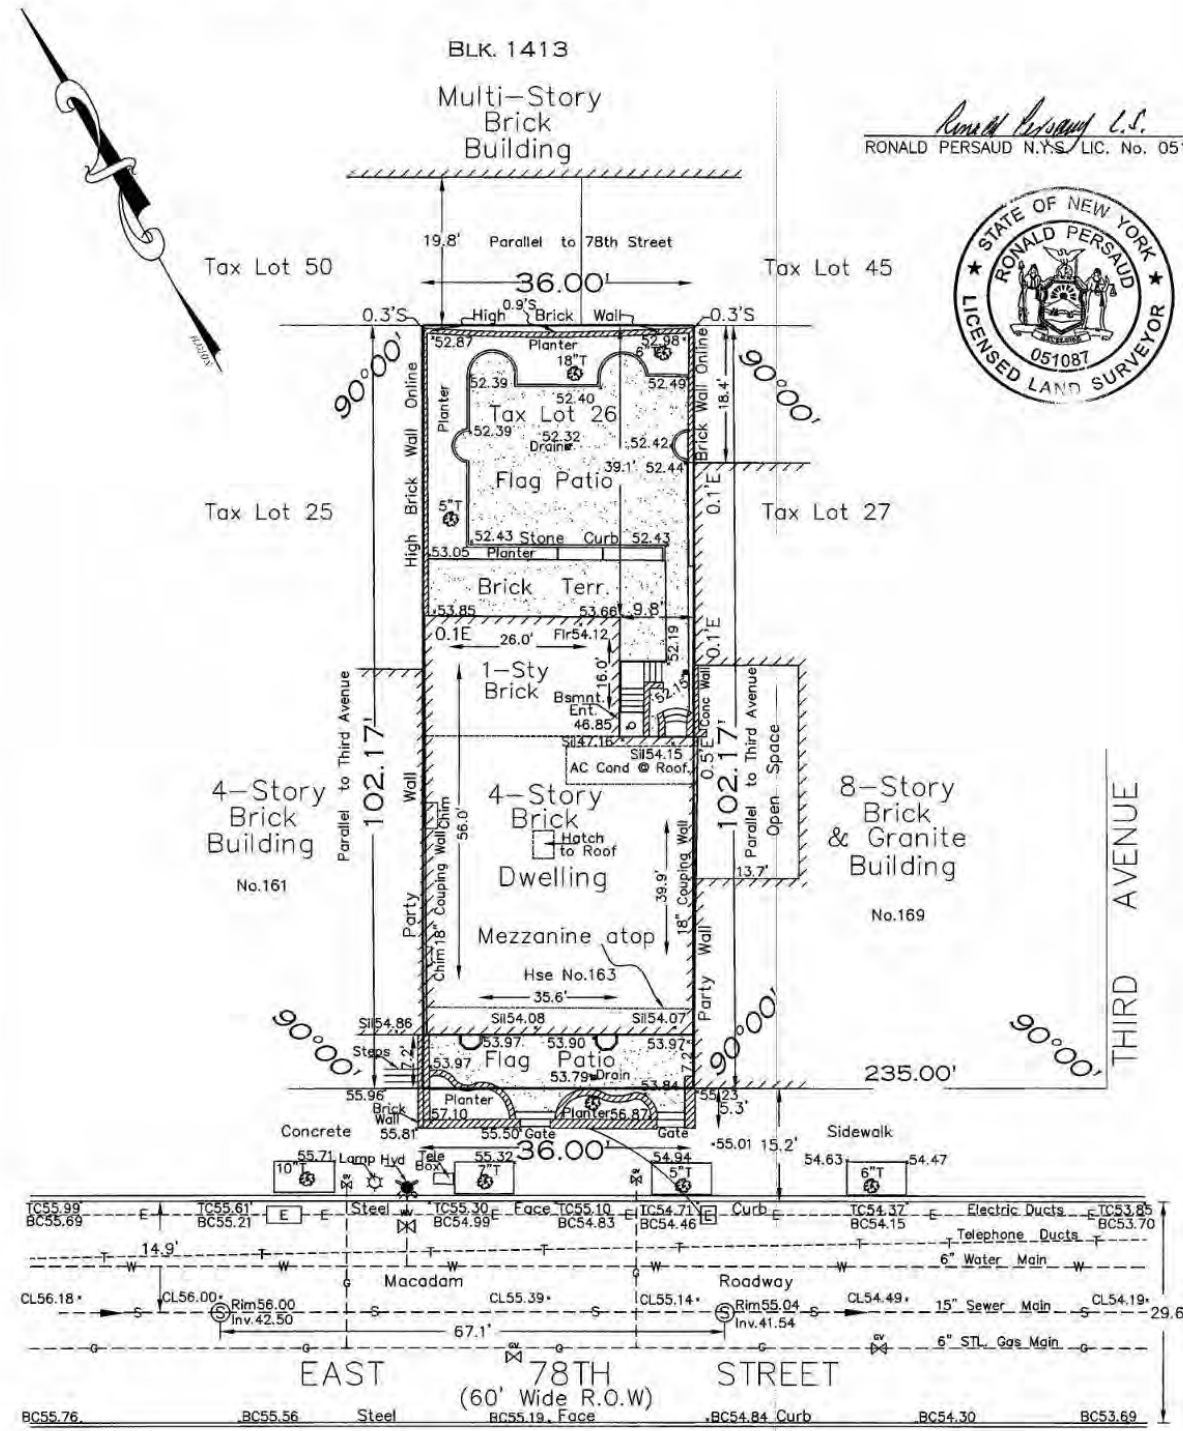 BLK. 1413
Multi-Story
Brick
Building
RONALD PERSAUD N.Y.S. LIC. No. 051
STATE OF NEW YORK
RONALD PERSAUD
051087
LICENSED LAND SURVEYOR
19.8' Parallel to 78th Street
Tax Lot 50
36.00'
Tax Lot 45
0.9'S
0.3'S High Brick Wall 0.3'S
52.87 Planter 52.98
18"T 6"
90°00' 90°00'
52.39 52.49
52.40
Tax Lot 26
Planter
52.39 52.32 52.42
Drain
39.1' 52.44
18.4'
Brick Wall Online
High Brick Wall Online
Flag Patio
0.1'E
Tax Lot 25
Tax Lot 27
5"T
52.43 Stone Curb 52.43
53.05 Planter
Brick Terr.
53.85 53.66 9.8'
0.1'E
0.1E 26.0' Flr54.12
52.19
1-Sty
Brick
16.0'
52.15
Bsmnt.
Ent.
46.85
Conc Wall
0.5'E
Sill47.16
Sill54.15
AC Cond @ Roof
Parallel to Third Avenue
102.17'
Party Wall
102.17'
Parallel to Third Avenue
Open Space
4-Story
Brick
Building
No.161
Chim
18" Couping Wall
Chim
56.0'
4-Story
Brick
Hatch
to Roof
Dwelling
39.9'
18" Couping Wall
13.7'
8-Story
Brick
& Granite
Building
No.169
Mezzanine atop
Hse No.163
35.6'
Party Wall
THIRD AVENUE
90°00'
Sill54.86 Sill54.08 Sill54.07
53.97 53.90 53.97
Steps
7.2'
53.97
Flag Patio
53.79 Drain
53.84
7.2'
90°00'
90°00'
235.00'
55.96 55.23
Planter
57.10
Planter 56.87
5.3'
Brick
Wall
55.81 55.50 Gate Gate
Concrete
36.00'
55.01 15.2'
Sidewalk
55.71 Lamp Hyd Tele
Box
55.32 54.94 54.63 54.47
10"T 7"T 5"T 6"T
GV GV
TC55.99 TC55.61 Steel TC55.30 Face TC55.10 TC54.71 Curb TC54.37 Electric Ducts TC53.85
BC55.69 E BC55.21 E E BC54.99 E BC54.83 E BC54.46 E E BC54.15 E E BC53.70
Telephone Ducts
14.9' T T T T T T T
W W W W W W 6" Water Main W
G Macadam G Roadway
CL56.18 CL56.00 CL55.39 CL55.14 CL54.49 15" Sewer Main CL54.19
S S Rim56.00 S S S Rim55.04 S S 29.6
Inv.42.50 Inv.41.54
67.1'
G G GV G G GV 6" STL. Gas Main G
EAST 78TH STREET
(60' Wide R.O.W)
BC55.76 BC55.56 Steel BC55.19 Face BC54.84 Curb BC54.30 BC53.69